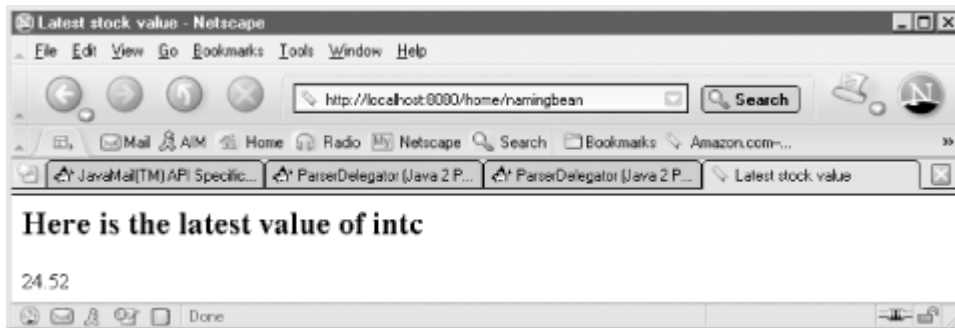 Latest stock value - Netscape
File Edit View Go Bookmarks Tools Window Help
http://localhost:8080/home/namingbean Search N
Mail AIM Home Radio My Netscape Search Bookmarks Amazon.com–... »
JavaMail(TM) API Specific... ParserDelegator (Java 2 P... ParserDelegator (Java 2 P... Latest stock value
Here is the latest value of intc
24.52
Done